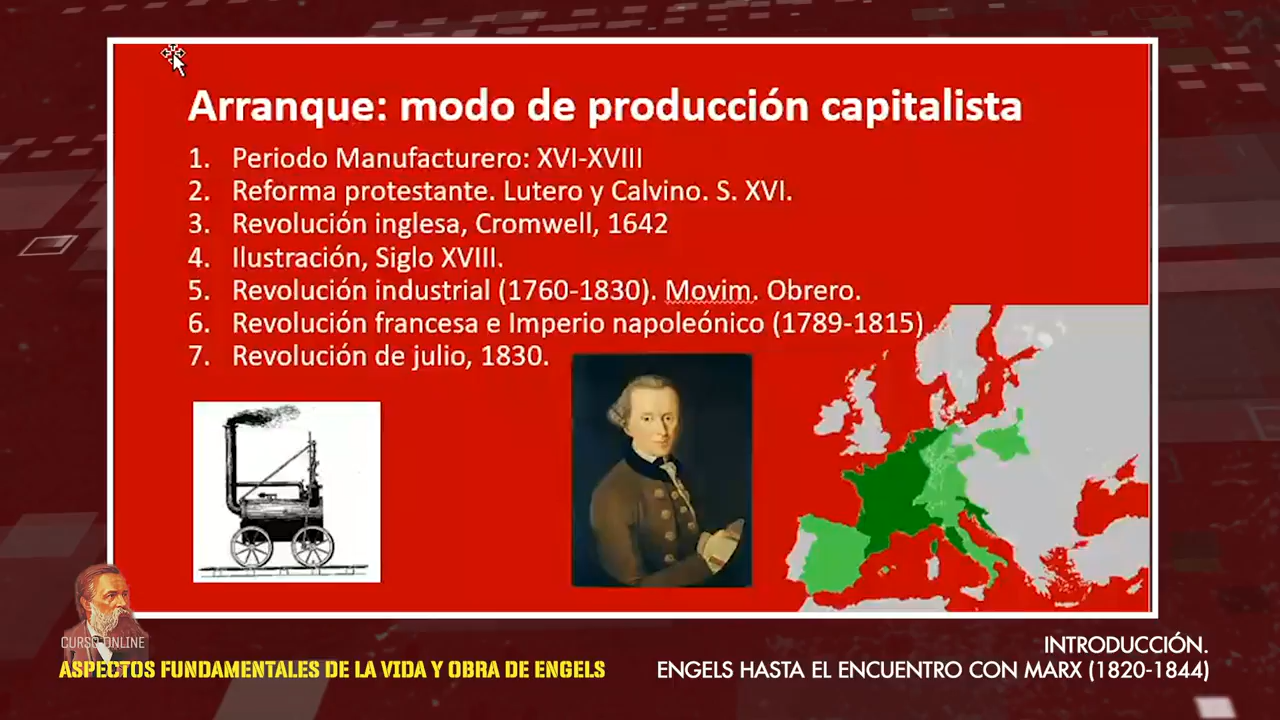 Arranque: modo de producción capitalista
1. Periodo Manufacturero: XVI-XVIII
2. Reforma protestante. Lutero y Calvino. S. XVI.
3. Revolución inglesa, Cromwell, 1642
4. Ilustración, Siglo XVIII.
5. Revolución industrial (1760-1830). Movim. Obrero.
6. Revolución francesa e Imperio napoleónico (1789-1815)
7. Revolución de julio, 1830.
CURSO ONLINE
ASPECTOS FUNDAMENTALES DE LA VIDA Y OBRA DE ENGELS
INTRODUCCIÓN.
ENGELS HASTA EL ENCUENTRO CON MARX (1820-1844)